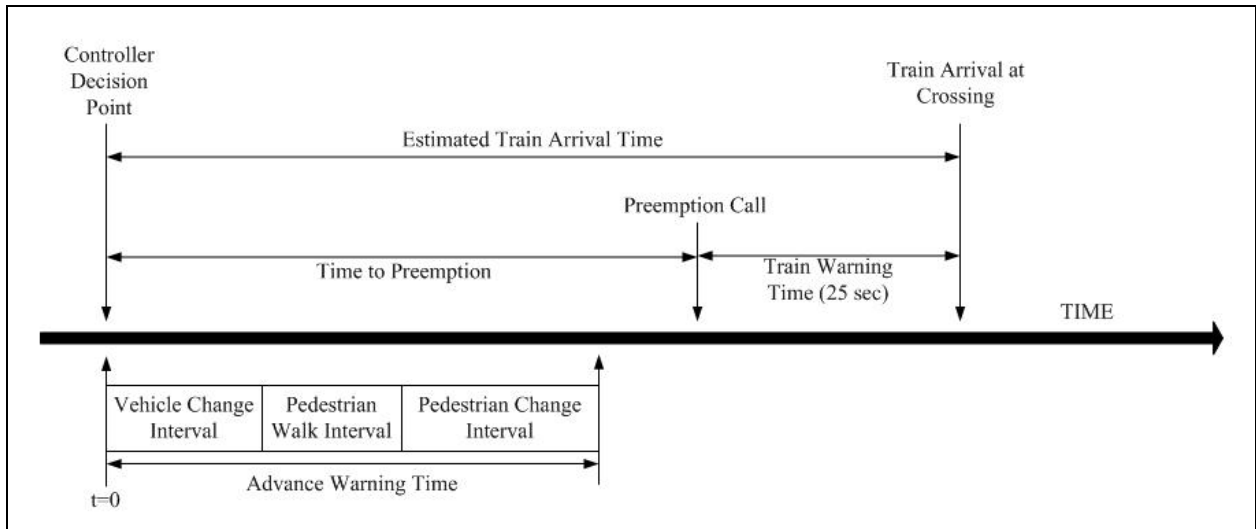 Controller
Decision
Point
Train Arrival at
Crossing
Estimated Train Arrival Time
Preemption Call
Time to Preemption
Train Warning
Time (25 sec)
TIME
Vehicle Change
Interval
Pedestrian
Walk Interval
Pedestrian Change
Interval
Advance Warning Time
t=0